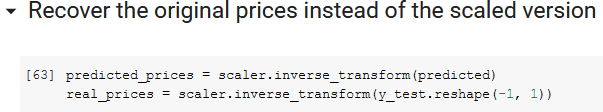 Recover the original prices instead of the scaled version
[63] predicted_prices = scaler.inverse_transform(predicted)
real_prices = scaler.inverse_transform(y_test.reshape(-1, 1))